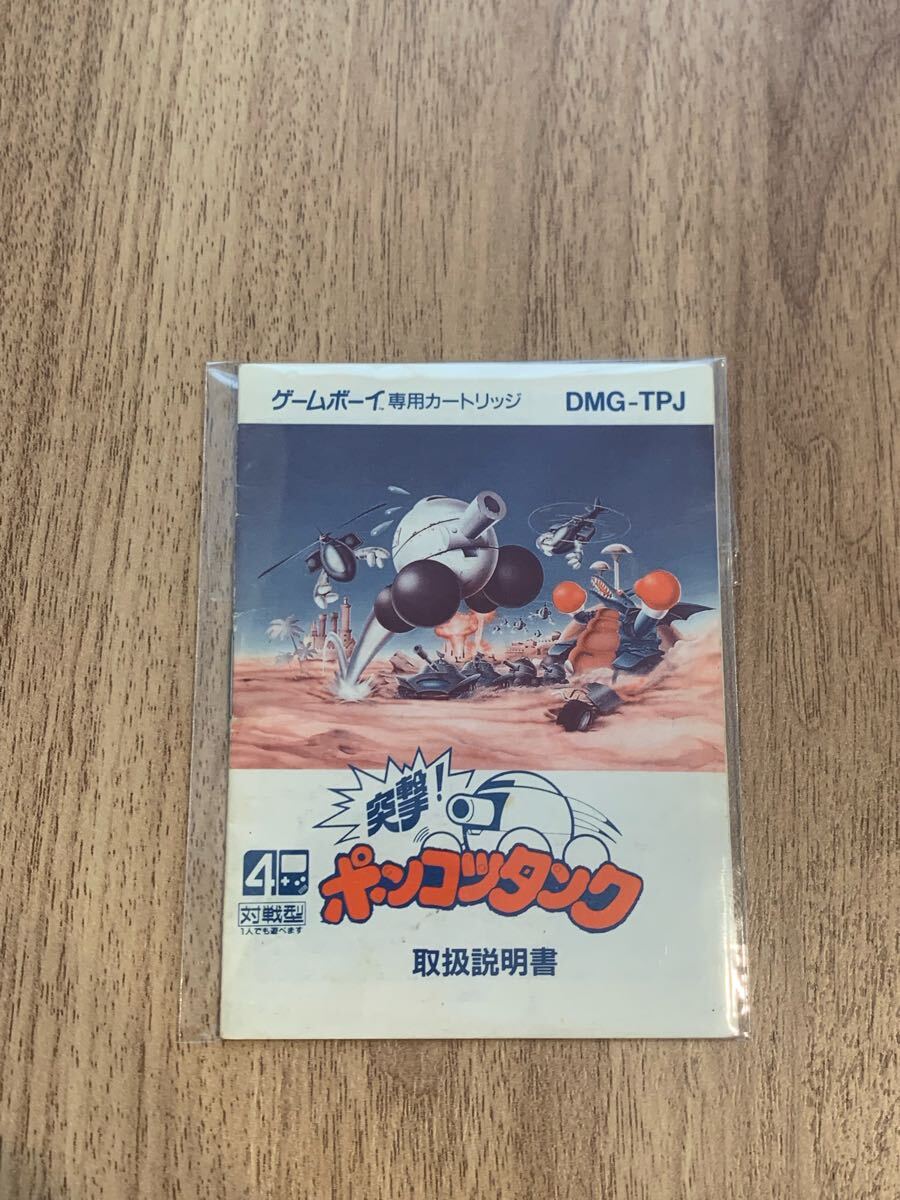 ゲームボーイ™専用カートリッジ DMG-TPJ
突撃!
ポンコツタンク
4
対戦型
1人でも遊べます
取扱説明書